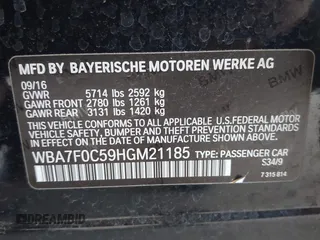 MFD BY BAYERISCHE MOTOREN WERKE AG
09/16
GVWR 5714 lbs 2592 kg
GAWR FRONT 2780 lbs 1261 kg
GAWR REAR 3131 lbs 1420 kg
THIS VEHICLE CONFORMS TO ALL APPLICABLE U.S.FEDERAL MOTOR
VEHICLE SAFETY, BUMPER, AND THEFT PREVENTION STANDARDS
IN EFFECT ON THE DATE OF MANUFACTURE SHOWN ABOVE.
WBA7F0C59HGM21185 TYPE: PASSENGER CAR
S34/9
7 315 814
BMW
DREAMBID